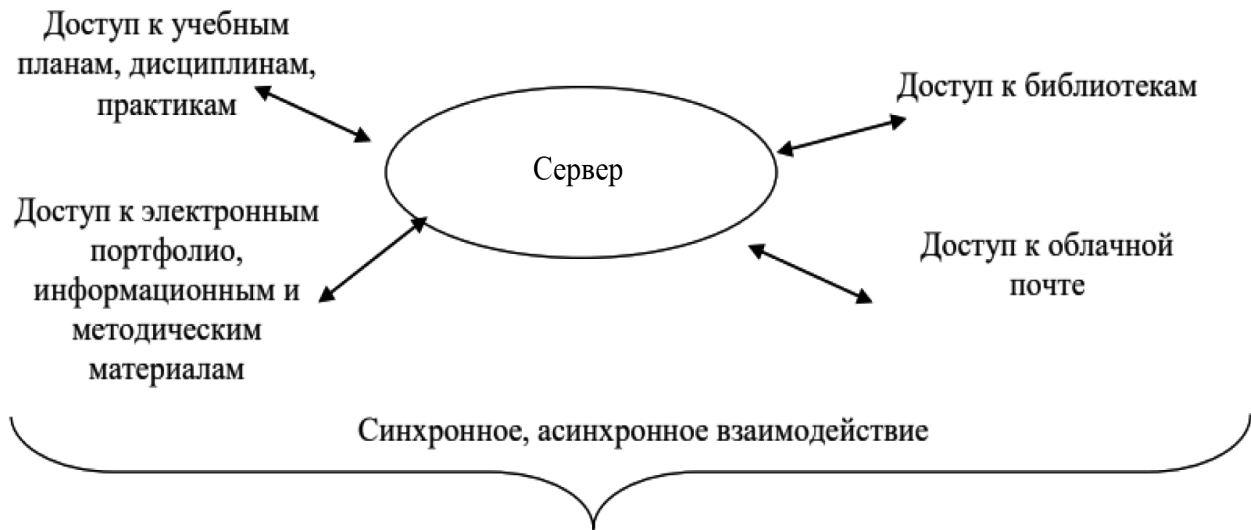 Доступ к учебным
планам, дисциплинам,
практикам
Доступ к библиотекам
Сервер
Доступ к электронным
портфолио,
информационным и
методическим
материалам
Доступ к облачной
почте
Синхронное, асинхронное взаимодействие